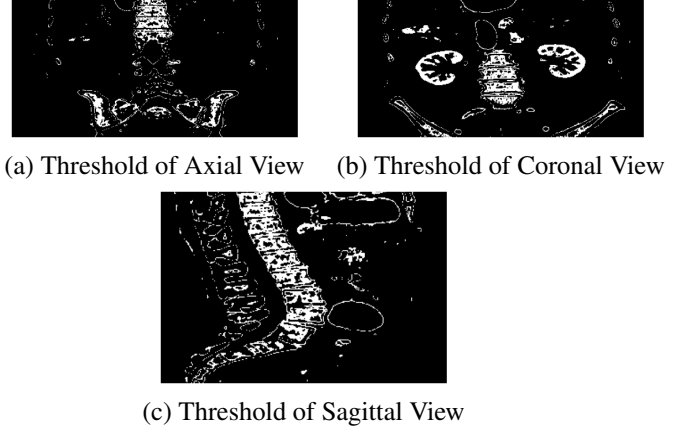 (a) Threshold of Axial View
(b) Threshold of Coronal View
(c) Threshold of Sagittal View